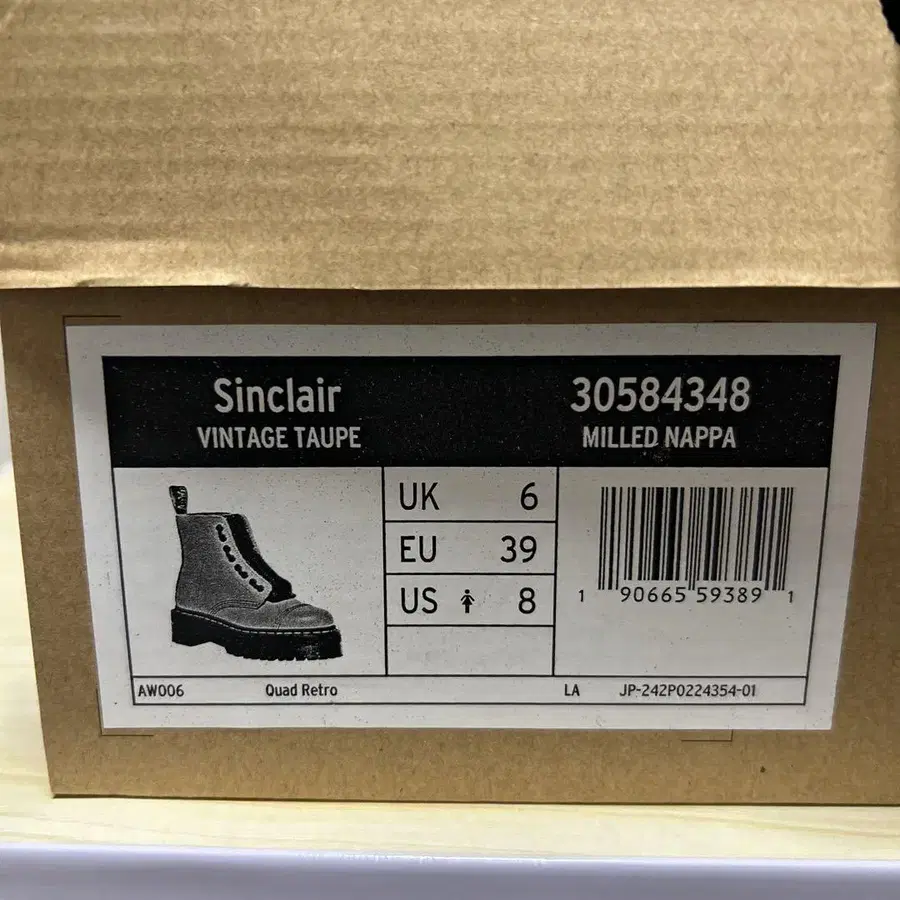 Sinclair
VINTAGE TAUPE
30584348
MILLED NAPPA
UK 6
EU 39
US 8
1 90665 59389 1
AW006 Quad Retro LA JP-242P0224354-01